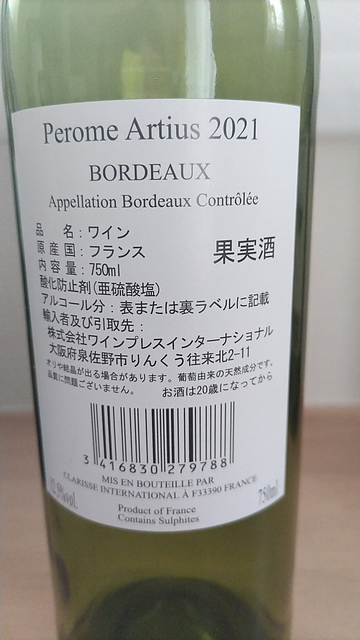 Perome Artius 2021
BORDEAUX
Appellation Bordeaux Contrôlée
品 名：ワイン
原 産 国：フランス
果実酒
内 容 量：750ml
酸化防止剤(亜硫酸塩)
アルコール分：表または裏ラベルに記載
輸入者及び引取先：
株式会社ワインプレスインターナショナル
大阪府泉佐野市りんくう往来北2-11
オリや結晶が出る場合があります。葡萄由来の天然成分です。
品質に問題ございません。
お酒は20歳になってから
3 416830 279788
MIS EN BOUTEILLE PAR
CLARISSE INTERNATIONAL À F33390 FRANCE
%vol.
750ml
Product of France
Contains Sulphites